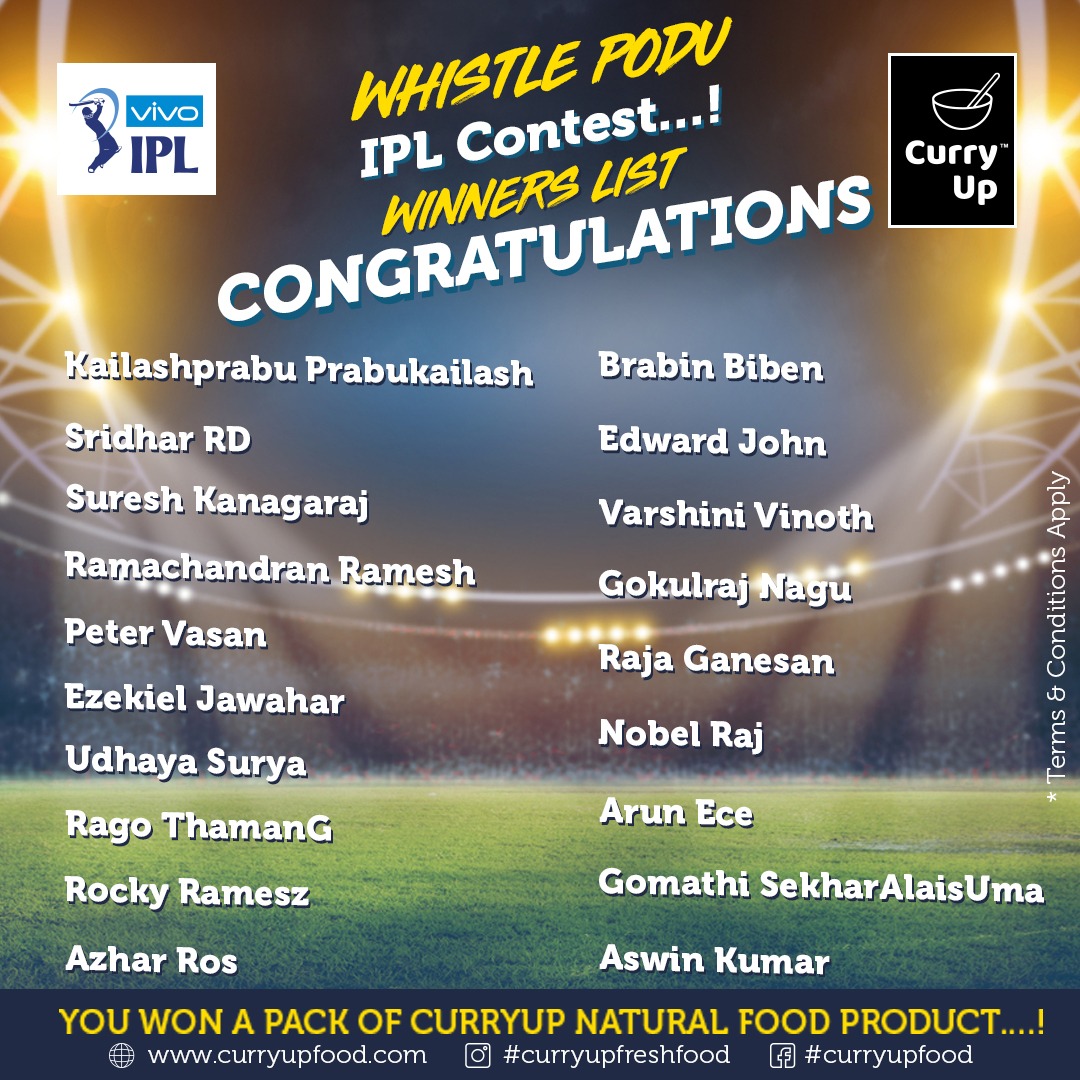 WHISTLE PODU
IPL Contest...!
WINNERS LIST
CONGRATULATIONS
vivo
IPL
Curry™
Up
Kailashprabu Prabukailash
Sridhar RD
Suresh Kanagaraj
Ramachandran Ramesh
Peter Vasan
Ezekiel Jawahar
Udhaya Surya
Rago ThamanG
Rocky Ramesz
Azhar Ros
Brabin Biben
Edward John
Varshini Vinoth
Gokulraj Nagu
Raja Ganesan
Nobel Raj
Arun Ece
Gomathi SekharAlaisUma
Aswin Kumar
* Terms & Conditions Apply
YOU WON A PACK OF CURRYUP NATURAL FOOD PRODUCT....!
www.curryupfood.com #curryupfreshfood #curryupfood